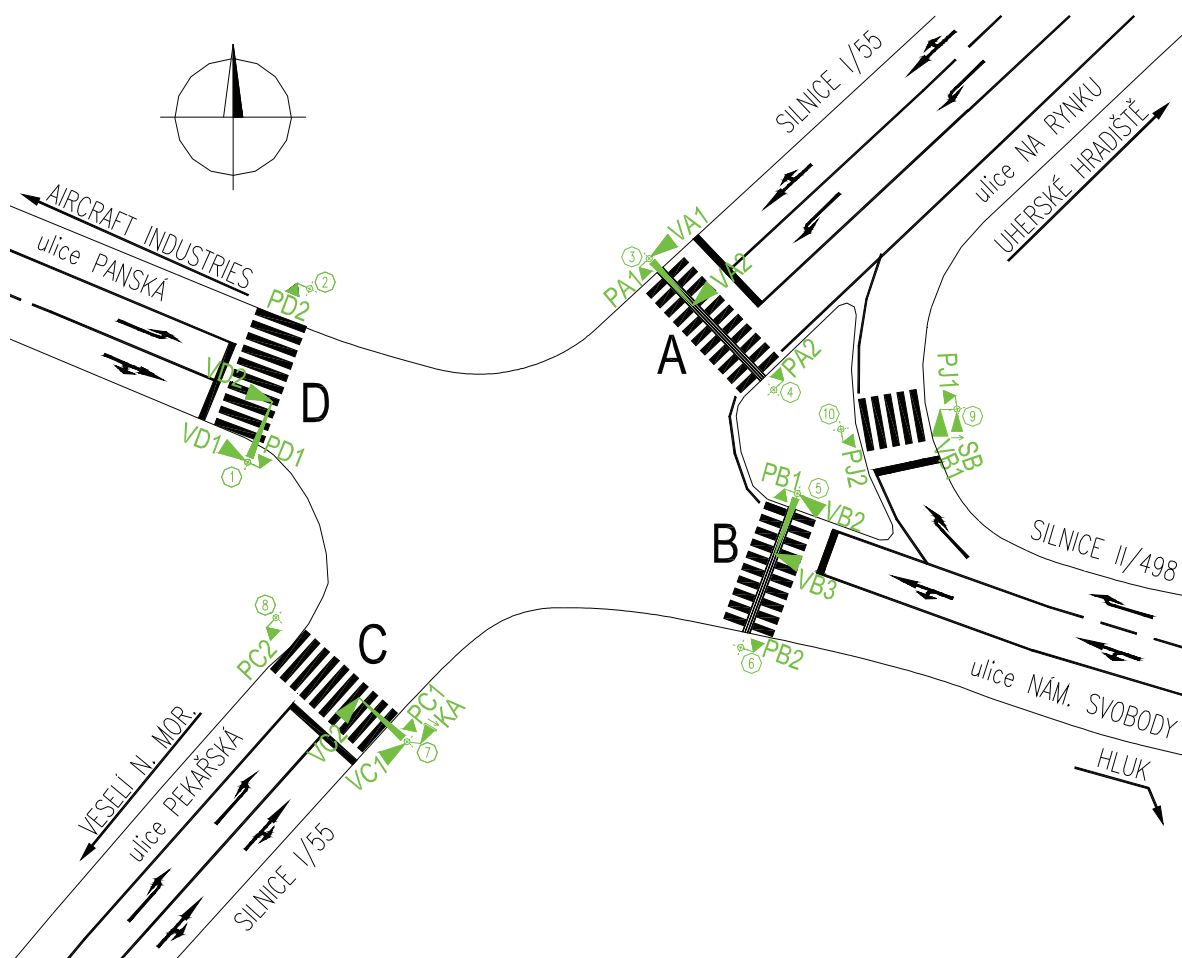 SILNICE I/55
ulice NA RYNKU
UHERSKÉ HRADIŠTĚ
AIRCRAFT INDUSTRIES
ulice PANSKÁ
2
PD2
3
VA1
PA1
VA2
A
PA2
4
VD2
D
VD1
PD1
1
10
PJ1
9
PJ2
VB1
SB
PB1
5
VB2
B
VB3
SILNICE II/498
8
PC2
C
PB2
6
ulice NÁM. SVOBODY
HLUK
PC1
KA
VC2
VC1
7
VESELÍ N. MOR.
ulice PEKAŘSKÁ
SILNICE I/55